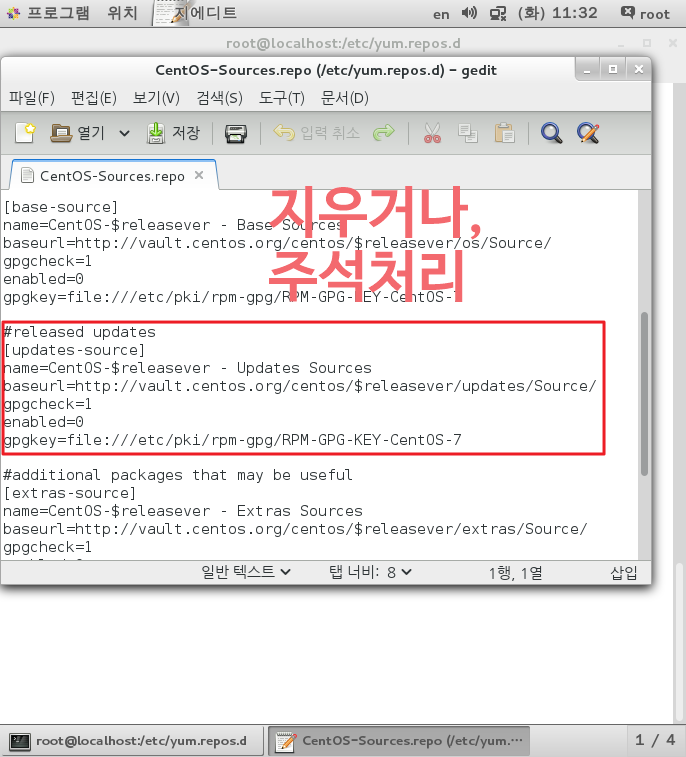 프로그램 위치 지에디트 en (화) 11:32 root
root@localhost:/etc/yum.repos.d
CentOS-Sources.repo (/etc/yum.repos.d) - gedit
파일(F) 편집(E) 보기(V) 검색(S) 도구(T) 문서(D)
열기 저장 입력 취소
CentOS-Sources.repo
지우거나,
주석처리
[base-source]
name=CentOS-$releasever - Base Sources
baseurl=http://vault.centos.org/centos/$releasever/os/Source/
gpgcheck=1
enabled=0
gpgkey=file:///etc/pki/rpm-gpg/RPM-GPG-KEY-CentOS-7
#released updates
[updates-source]
name=CentOS-$releasever - Updates Sources
baseurl=http://vault.centos.org/centos/$releasever/updates/Source/
gpgcheck=1
enabled=0
gpgkey=file:///etc/pki/rpm-gpg/RPM-GPG-KEY-CentOS-7
#additional packages that may be useful
[extras-source]
name=CentOS-$releasever - Extras Sources
baseurl=http://vault.centos.org/centos/$releasever/extras/Source/
gpgcheck=1
일반 텍스트 탭 너비: 8 1행, 1열 삽입
root@localhost:/etc/yum.repos.d CentOS-Sources.repo (/etc/yum.… 1 / 4